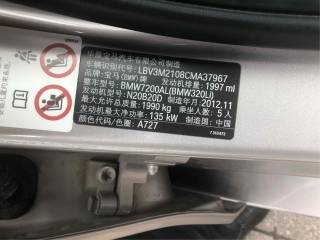 华晨宝马汽车有限公司制造
车辆识别代号: LBV3M2108CMA37967
品牌: 宝马(BMW)牌 发动机排量: 1997 ml
型号: BMW7200AL(BMW320Li)
发动机型号: N20B20D 制造年月: 2012.11
最大允许总质量: 1990 kg 乘坐人数: 5 人
发动机最大净功率: 135 kW 制造国: 中国
颜色代码/色圈: A727